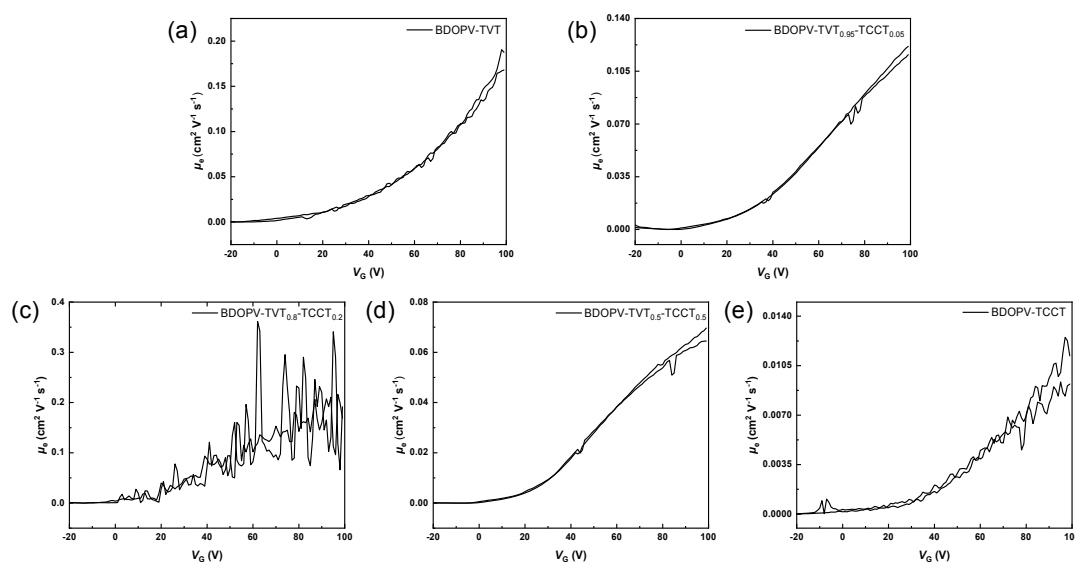 (a)
BDOPV-TVT
0.20
0.15
0.10
0.05
0.00
μe (cm² V⁻¹ s⁻¹)
-20 0 20 40 60 80 100
VG (V)
(b)
BDOPV-TVT0.95-TCCT0.05
0.140
0.105
0.070
0.035
0.000
μe (cm² V⁻¹ s⁻¹)
-20 0 20 40 60 80 100
VG (V)
(c)
BDOPV-TVT0.8-TCCT0.2
0.4
0.3
0.2
0.1
0.0
μe (cm² V⁻¹ s⁻¹)
-20 0 20 40 60 80 100
VG (V)
(d)
BDOPV-TVT0.5-TCCT0.5
0.08
0.06
0.04
0.02
0.00
μe (cm² V⁻¹ s⁻¹)
-20 0 20 40 60 80 100
VG (V)
(e)
BDOPV-TCCT
0.0140
0.0105
0.0070
0.0035
0.0000
μe (cm² V⁻¹ s⁻¹)
-20 0 20 40 60 80 100
VG (V)